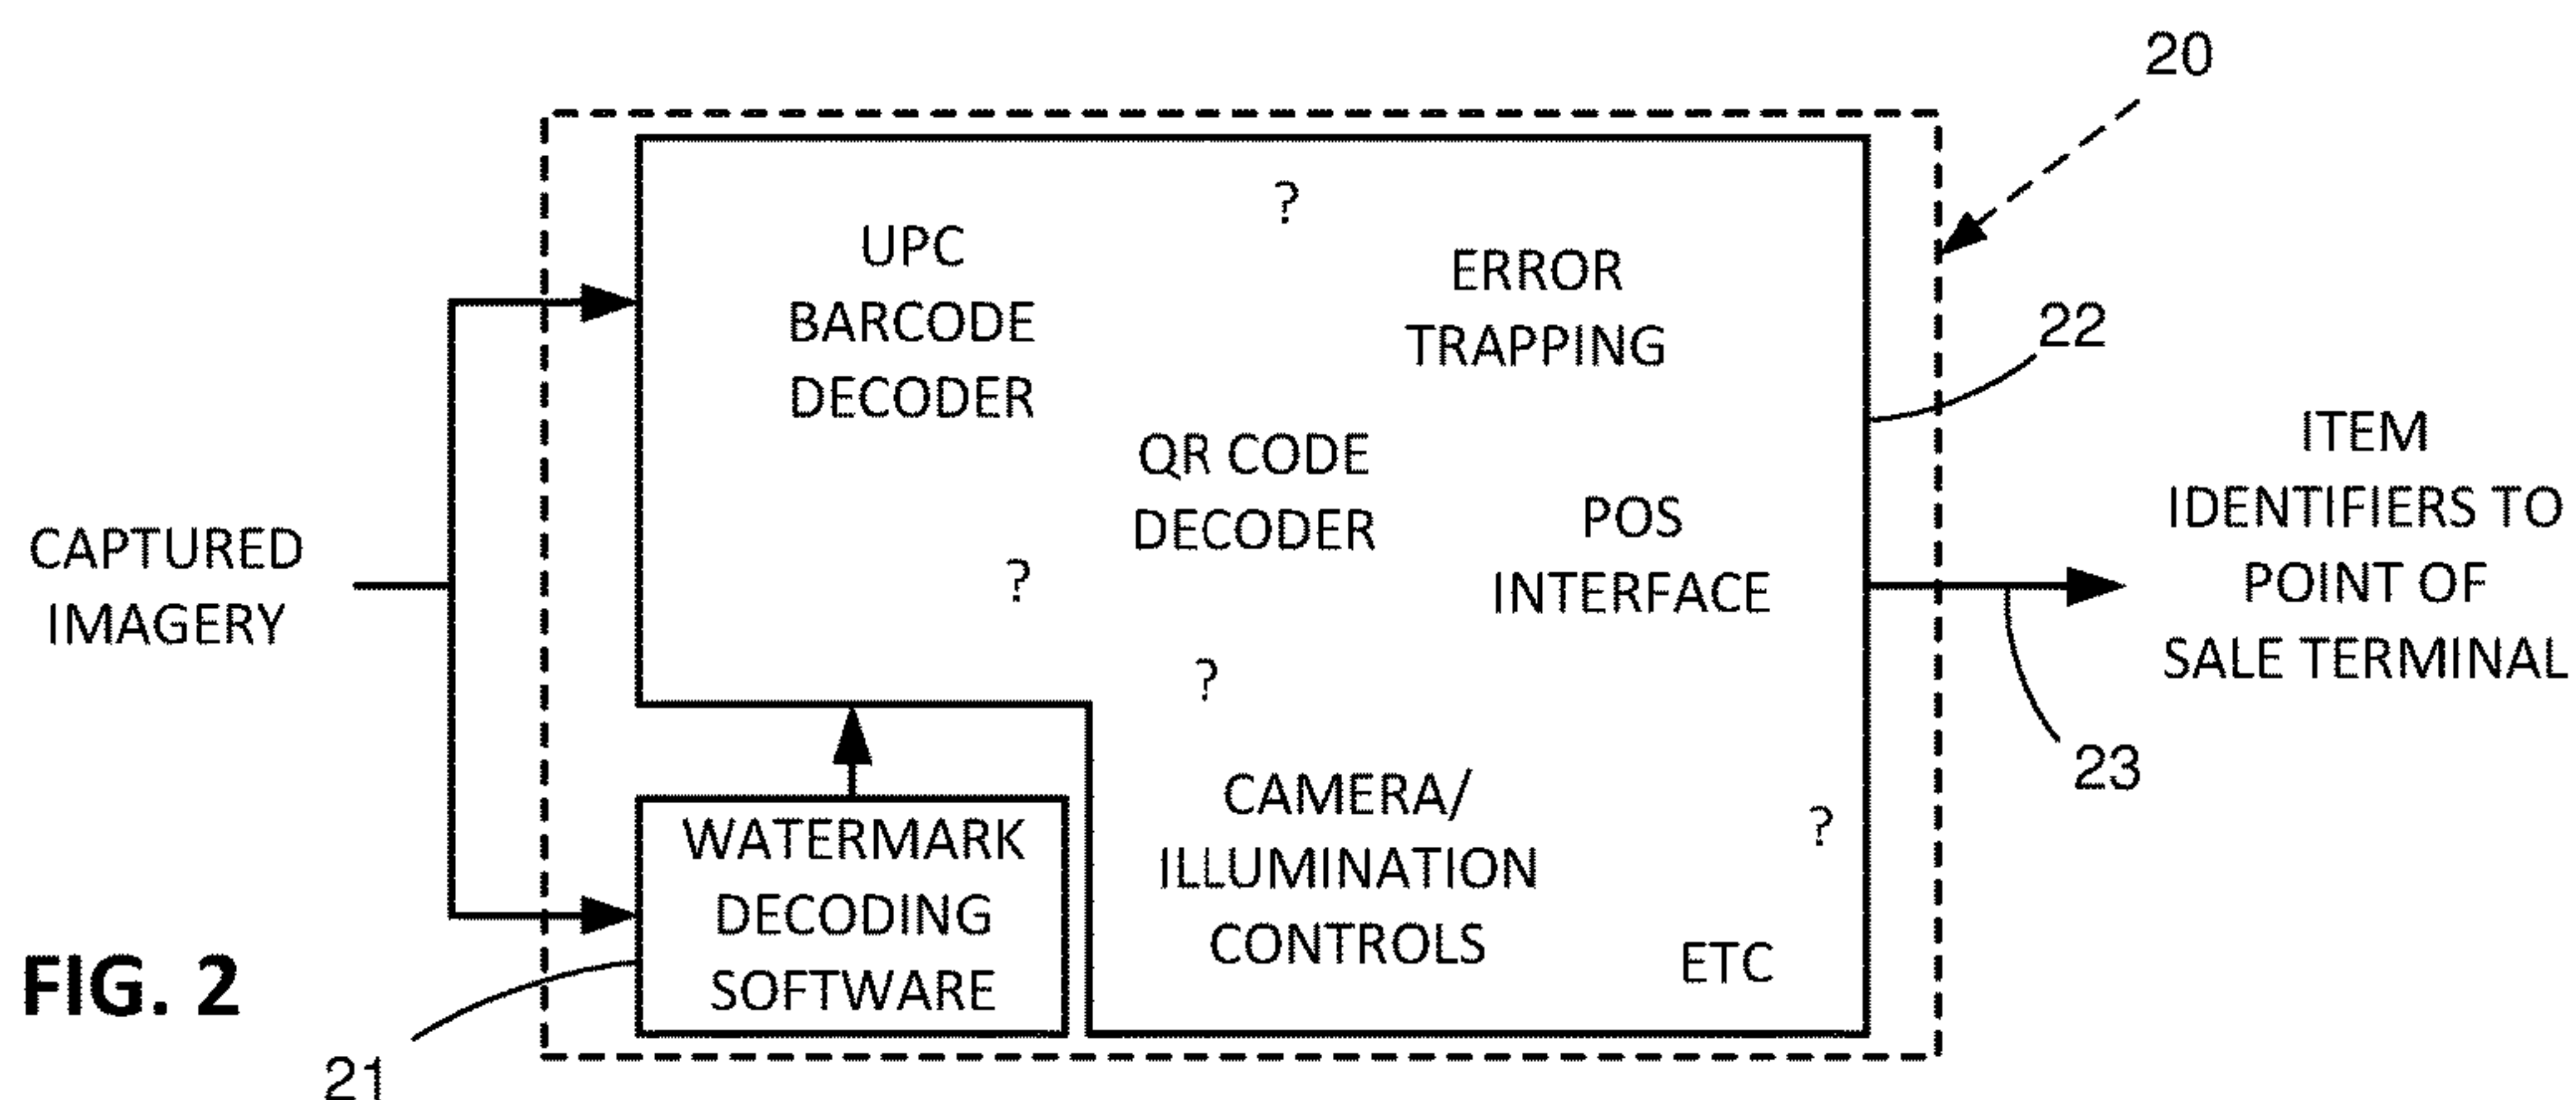 20
?
UPC
BARCODE
DECODER
ERROR
TRAPPING
22
QR CODE
DECODER
POS
INTERFACE
?
CAPTURED
IMAGERY
ITEM
IDENTIFIERS TO
POINT OF
SALE TERMINAL
?
23
CAMERA/
ILLUMINATION
CONTROLS
?
WATERMARK
DECODING
SOFTWARE
ETC
FIG. 2
21